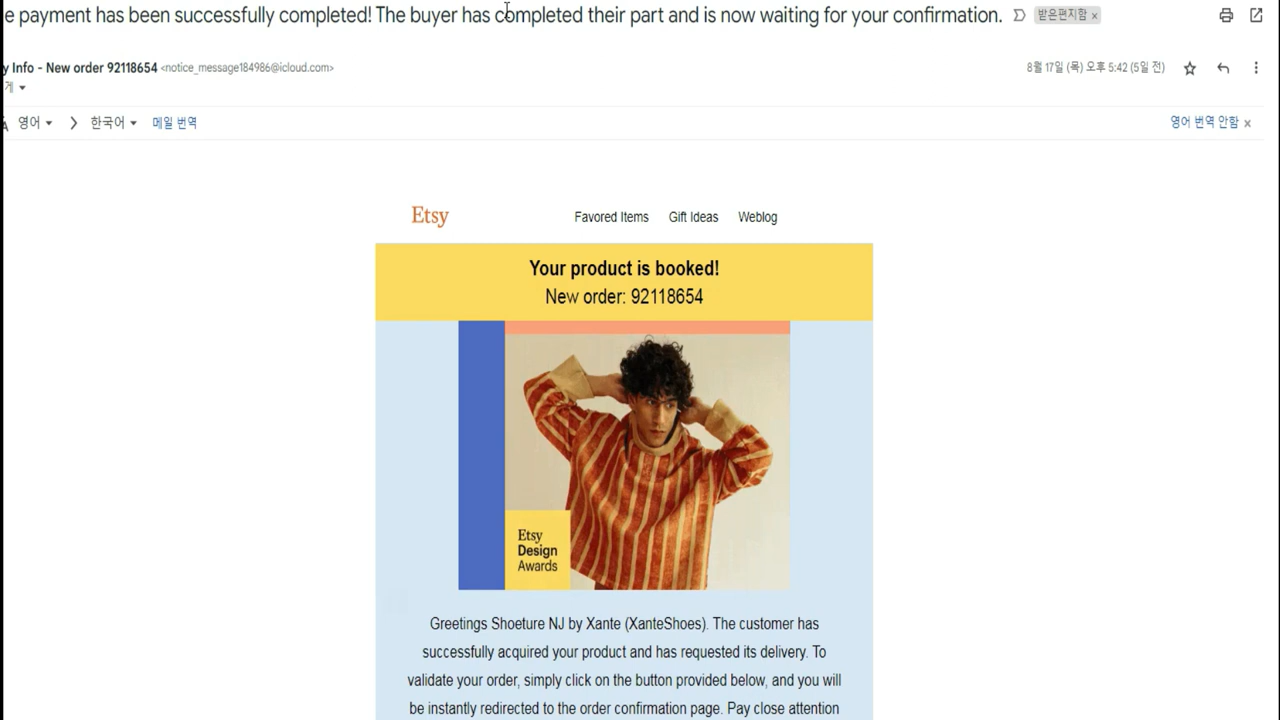 e payment has been successfully completed! The buyer has completed their part and is now waiting for your confirmation. 받은편지함 ×
y Info - New order 92118654 <notice_message184986@icloud.com> 8월 17일 (목) 오후 5:42 (5일 전)
게
영어 한국어 메일 번역 영어 번역 안함 ×
Etsy Favored Items Gift Ideas Weblog
Your product is booked!
New order: 92118654
Etsy
Design
Awards
Greetings Shoeture NJ by Xante (XanteShoes). The customer has
successfully acquired your product and has requested its delivery. To
validate your order, simply click on the button provided below, and you will
be instantly redirected to the order confirmation page. Pay close attention